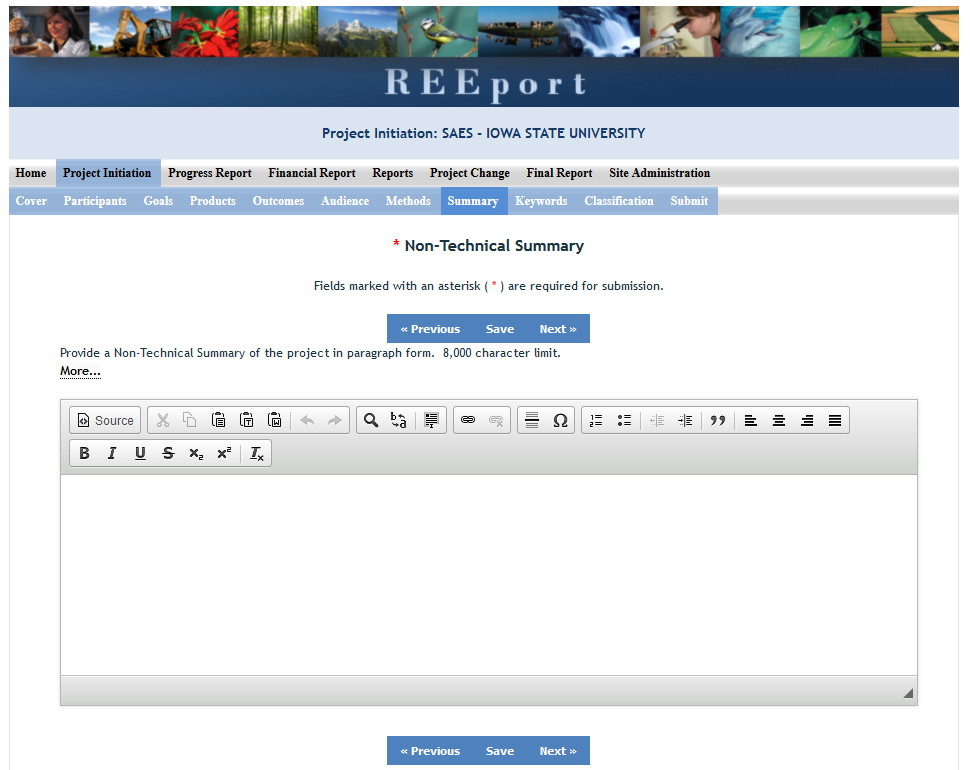 REEport
Project Initiation: SAES - IOWA STATE UNIVERSITY
Home Project Initiation Progress Report Financial Report Reports Project Change Final Report Site Administration
Cover Participants Goals Products Outcomes Audience Methods Summary Keywords Classification Submit
* Non-Technical Summary
Fields marked with an asterisk ( * ) are required for submission.
« Previous Save Next »
Provide a Non-Technical Summary of the project in paragraph form. 8,000 character limit.
More...
Source
B I U S x₂ x² Tx
« Previous Save Next »